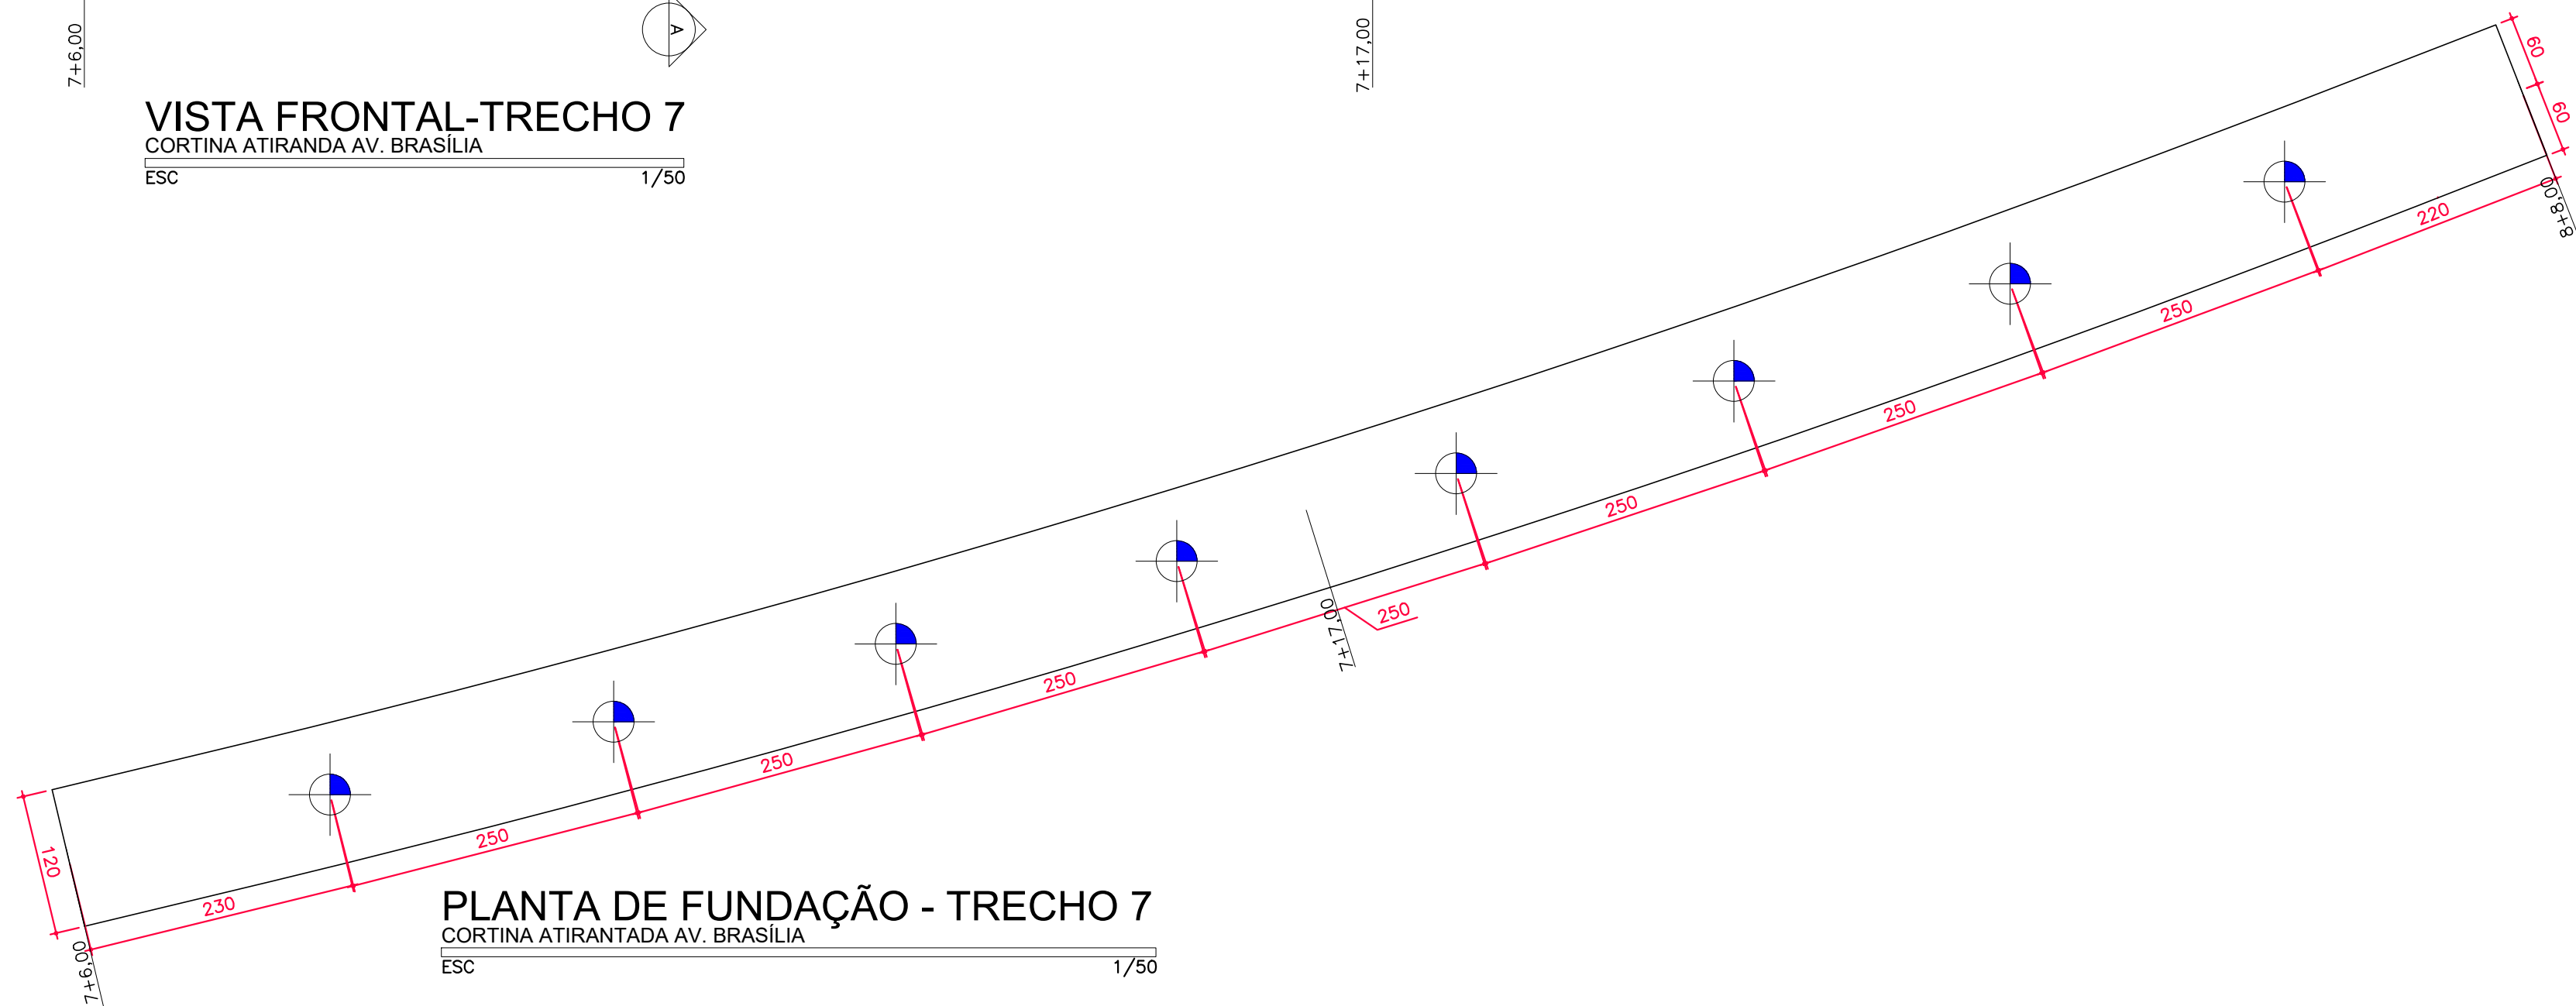 7+6,00
A
7+17,00
VISTA FRONTAL-TRECHO 7
CORTINA ATIRANDA AV. BRASÍLIA
ESC 1/50
60
60
8+8,00
220
250
250
250
250
7+17,00
250
250
250
230
120
7+6,00
PLANTA DE FUNDAÇÃO - TRECHO 7
CORTINA ATIRANTADA AV. BRASÍLIA
ESC 1/50